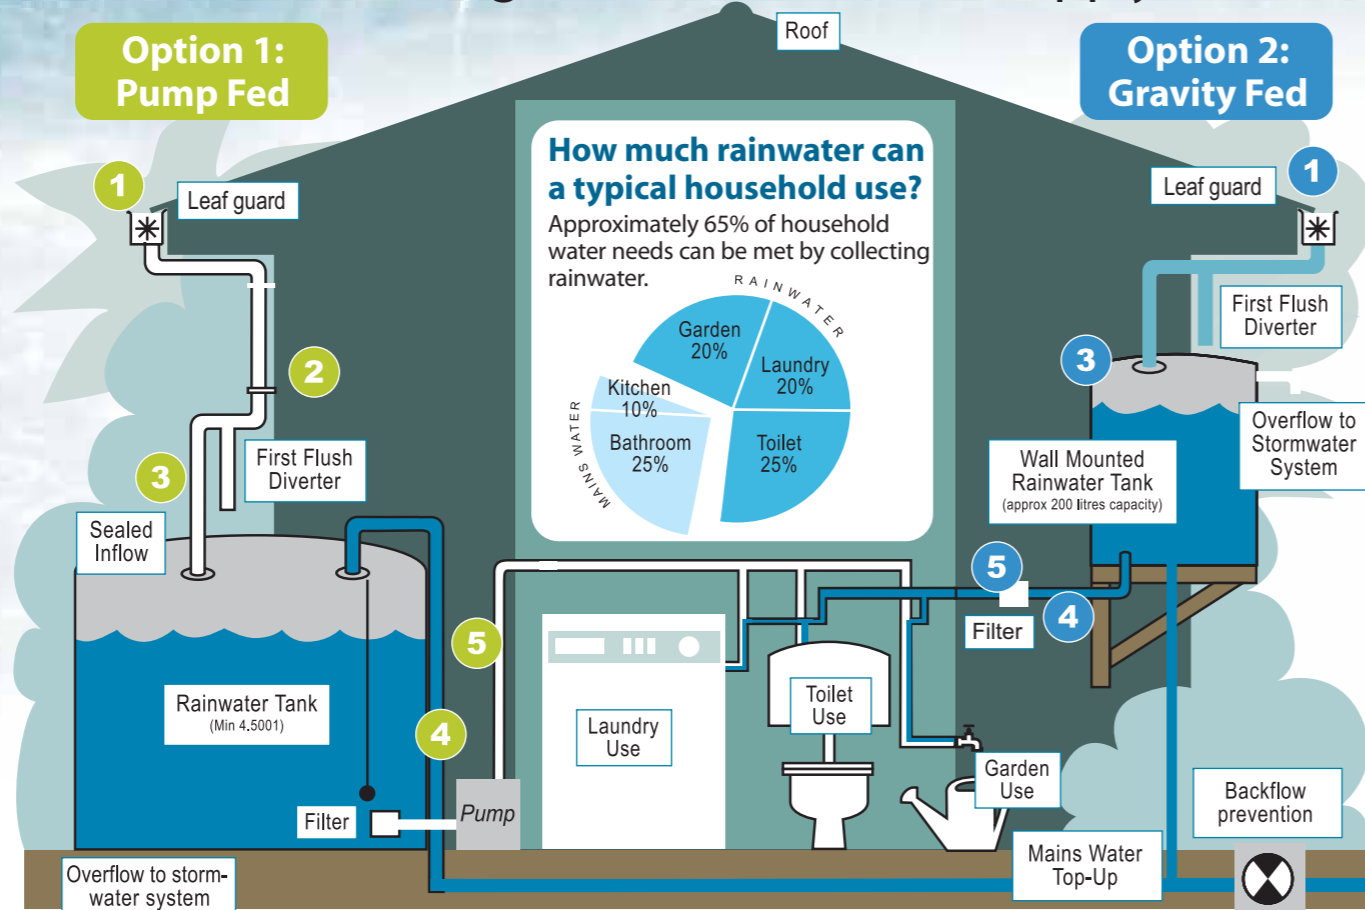 Option 1:
Pump Fed
Roof
Option 2:
Gravity Fed
How much rainwater can
a typical household use?
Approximately 65% of household
water needs can be met by collecting
rainwater.
RAINWATER
Garden
20%
Laundry
20%
Kitchen
10%
Bathroom
25%
Toilet
25%
MAINS WATER
1
Leaf guard
2
3
First Flush
Diverter
Sealed
Inflow
Rainwater Tank
(Min 4.5001)
4
5
Filter
Pump
Overflow to storm-
water system
Laundry
Use
Toilet
Use
Garden
Use
Leaf guard
1
First Flush
Diverter
3
Overflow to
Stormwater
System
Wall Mounted
Rainwater Tank
(approx 200 litres capacity)
5
4
Filter
Mains Water
Top-Up
Backflow
prevention